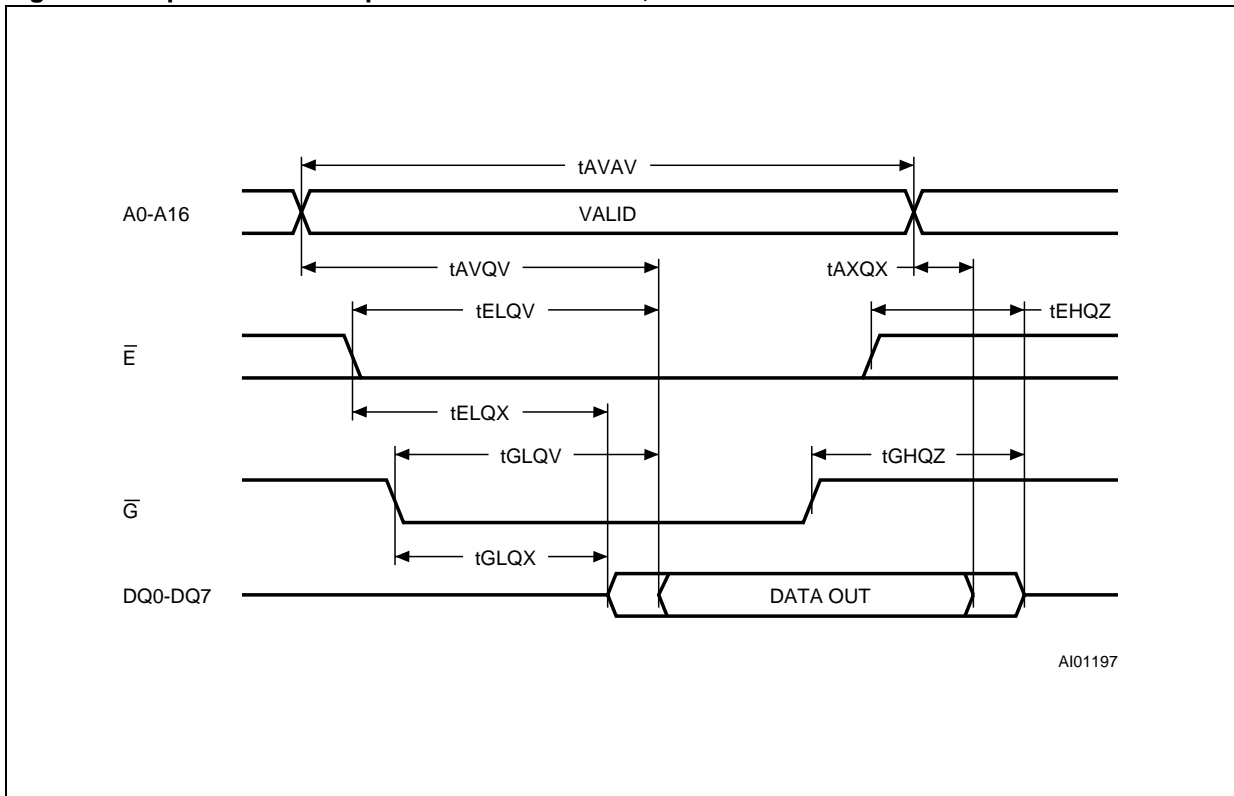 tAVAV
A0-A16
VALID
tAVQV
tAXQX
tELQV
tEHQZ
E̅
tELQX
tGLQV
tGHQZ
G̅
tGLQX
DQ0-DQ7
DATA OUT
AI01197